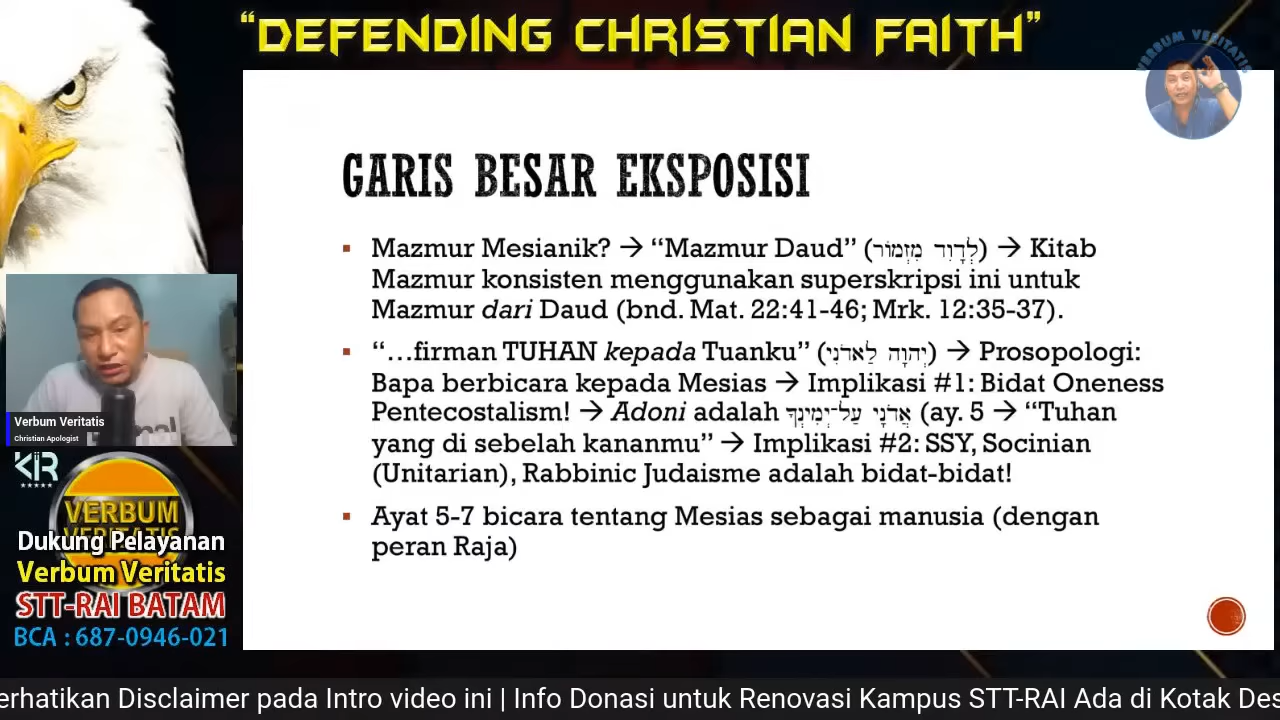 “DEFENDING CHRISTIAN FAITH”
VERBUM VERITATIS
GARIS BESAR EKSPOSISI
▪ Mazmur Mesianik? → “Mazmur Daud” (לְדָוִד מִזְמוֹר) → Kitab
Mazmur konsisten menggunakan superskripsi ini untuk
Mazmur dari Daud (bnd. Mat. 22:41-46; Mrk. 12:35-37).
▪ “…firman TUHAN kepada Tuanku” (יְהוָה לַאדֹנִי) → Prosopologi:
Bapa berbicara kepada Mesias → Implikasi #1: Bidat Oneness
Pentecostalism! → Adoni adalah אֲדֹנָי עַל־יְמִינְךָ (ay. 5 → “Tuhan
yang di sebelah kananmu” → Implikasi #2: SSY, Socinian
(Unitarian), Rabbinic Judaisme adalah bidat-bidat!
▪ Ayat 5-7 bicara tentang Mesias sebagai manusia (dengan
peran Raja)
Verbum Veritatis
Christian Apologist
KIR
VERBUM
VERITATIS
Dukung Pelayanan
Verbum Veritatis
STT-RAI BATAM
BCA : 687-0946-021
erhatikan Disclaimer pada Intro video ini | Info Donasi untuk Renovasi Kampus STT-RAI Ada di Kotak Des